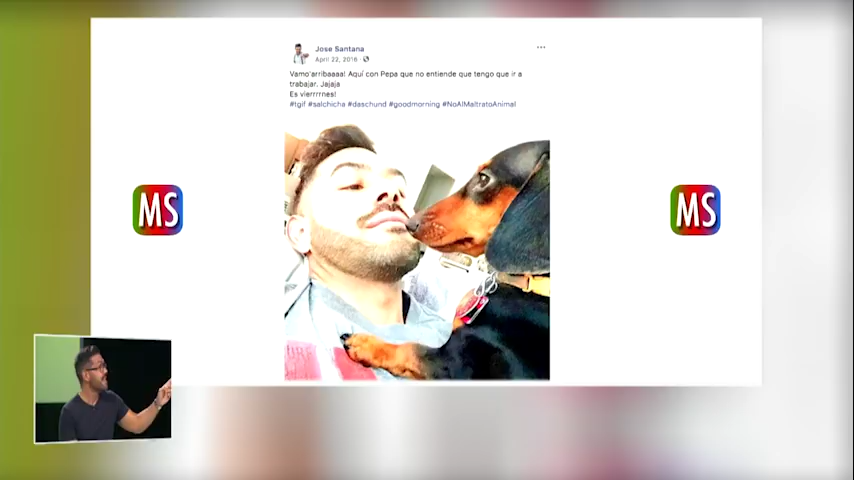 Jose Santana
April 22, 2016
Vamo'arribaaaa! Aquí con Pepa que no entiende que tengo que ir a
trabajar. Jajaja
Es vierrrrnes!
#tgif #salchicha #daschund #goodmorning #NoAlMaltratoAnimal
MS
MS